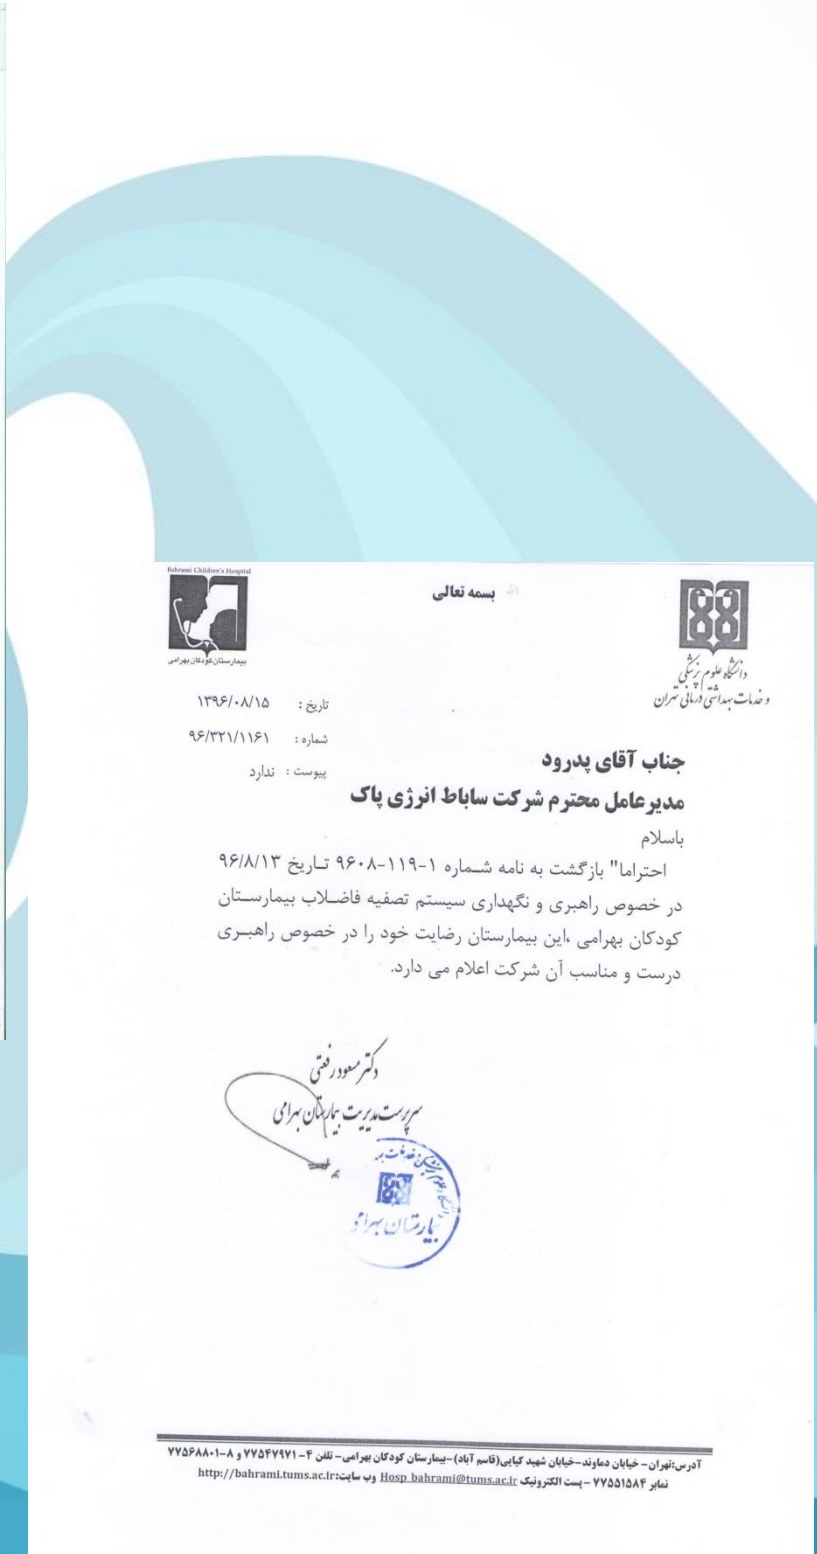 Bahrami Children's Hospital
بیمارستان کودکان بهرامی
بسمه تعالی
دانشگاه علوم پزشکی
و خدمات بهداشتی درمانی تهران
تاریخ : ۱۳۹۶/۰۸/۱۵
شماره : ۹۶/۳۲۱/۱۱۶۱
پیوست : ندارد
جناب آقای پدرود
مدیرعامل محترم شرکت ساباط انرژی پاک
باسلام
احتراما" بازگشت به نامه شماره ۱-۱۱۹-۹۶۰۸ تاریخ ۹۶/۸/۱۳
در خصوص راهبری و نگهداری سیستم تصفیه فاضلاب بیمارستان
کودکان بهرامی ،این بیمارستان رضایت خود را در خصوص راهبری
درست و مناسب آن شرکت اعلام می دارد.
دکتر مسعود رفعتی
سرپرست مدیریت بیمارستان بهرامی
بیمارستان بهرامی
آدرس:تهران- خیابان دماوند-خیابان شهید کیایی(قاسم آباد)-بیمارستان کودکان بهرامی- تلفن ۴- ۷۷۵۴۷۹۷۱ و ۸-۷۷۵۶۸۸۰۱
نمابر ۷۷۵۵۱۵۸۴ - پست الکترونیک Hosp_bahrami@tums.ac.ir وب سایت:http://bahrami.tums.ac.ir